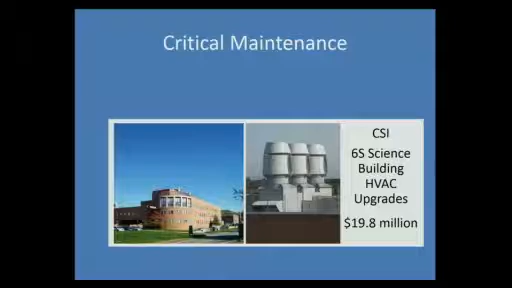 Critical Maintenance
CSI
6S Science
Building
HVAC
Upgrades
$19.8 million